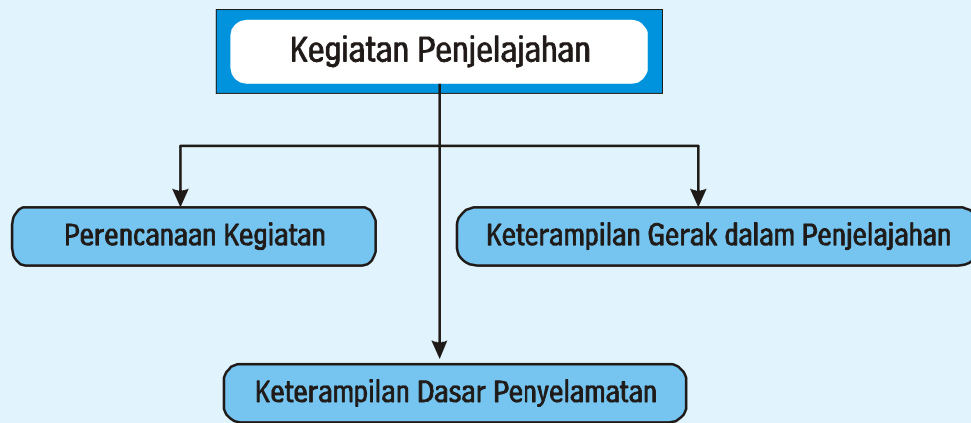 Kegiatan Penjelajahan
Perencanaan Kegiatan
Keterampilan Gerak dalam Penjelajahan
Keterampilan Dasar Penyelamatan